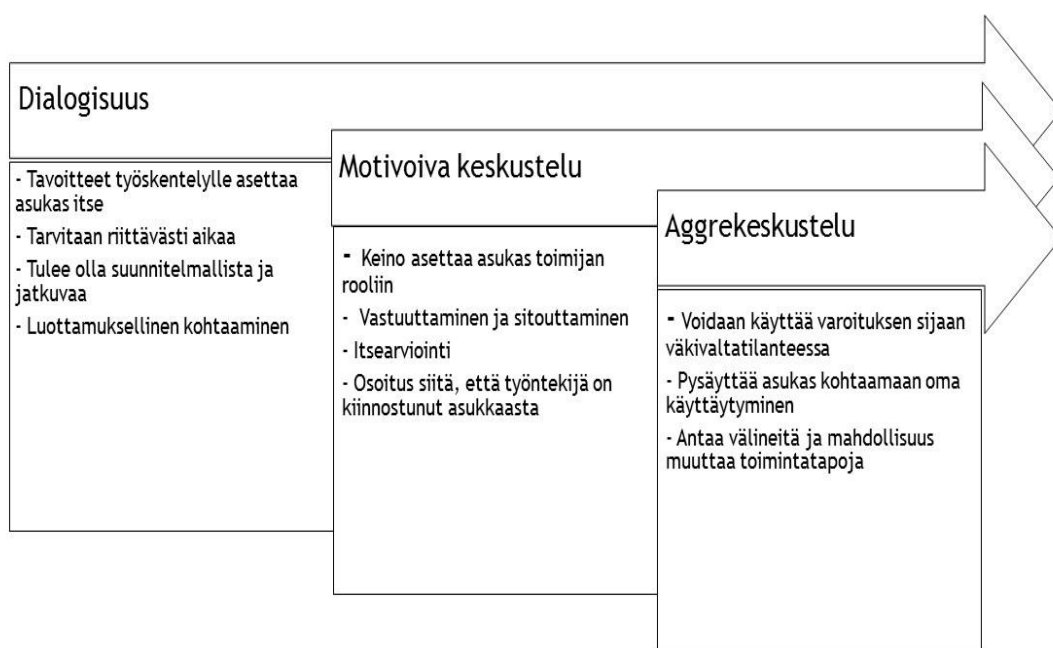 Dialogisuus
- Tavoitteet työskentelylle asettaa
asukas itse
- Tarvitaan riittävästi aikaa
- Tulee olla suunnitelmallista ja
jatkuvaa
- Luottamuksellinen kohtaaminen
Motivoiva keskustelu
- Keino asettaa asukas toimijan
rooliin
- Vastuuttaminen ja sitouttaminen
- Itsearviointi
- Osoitus siitä, että työntekijä on
kiinnostunut asukkaasta
Aggrekeskustelu
- Voidaan käyttää varoituksen sijaan
väkivaltatilanteessa
- Pysäyttää asukas kohtaamaan oma
käyttäytyminen
- Antaa välineitä ja mahdollisuus
muuttaa toimintatapoja